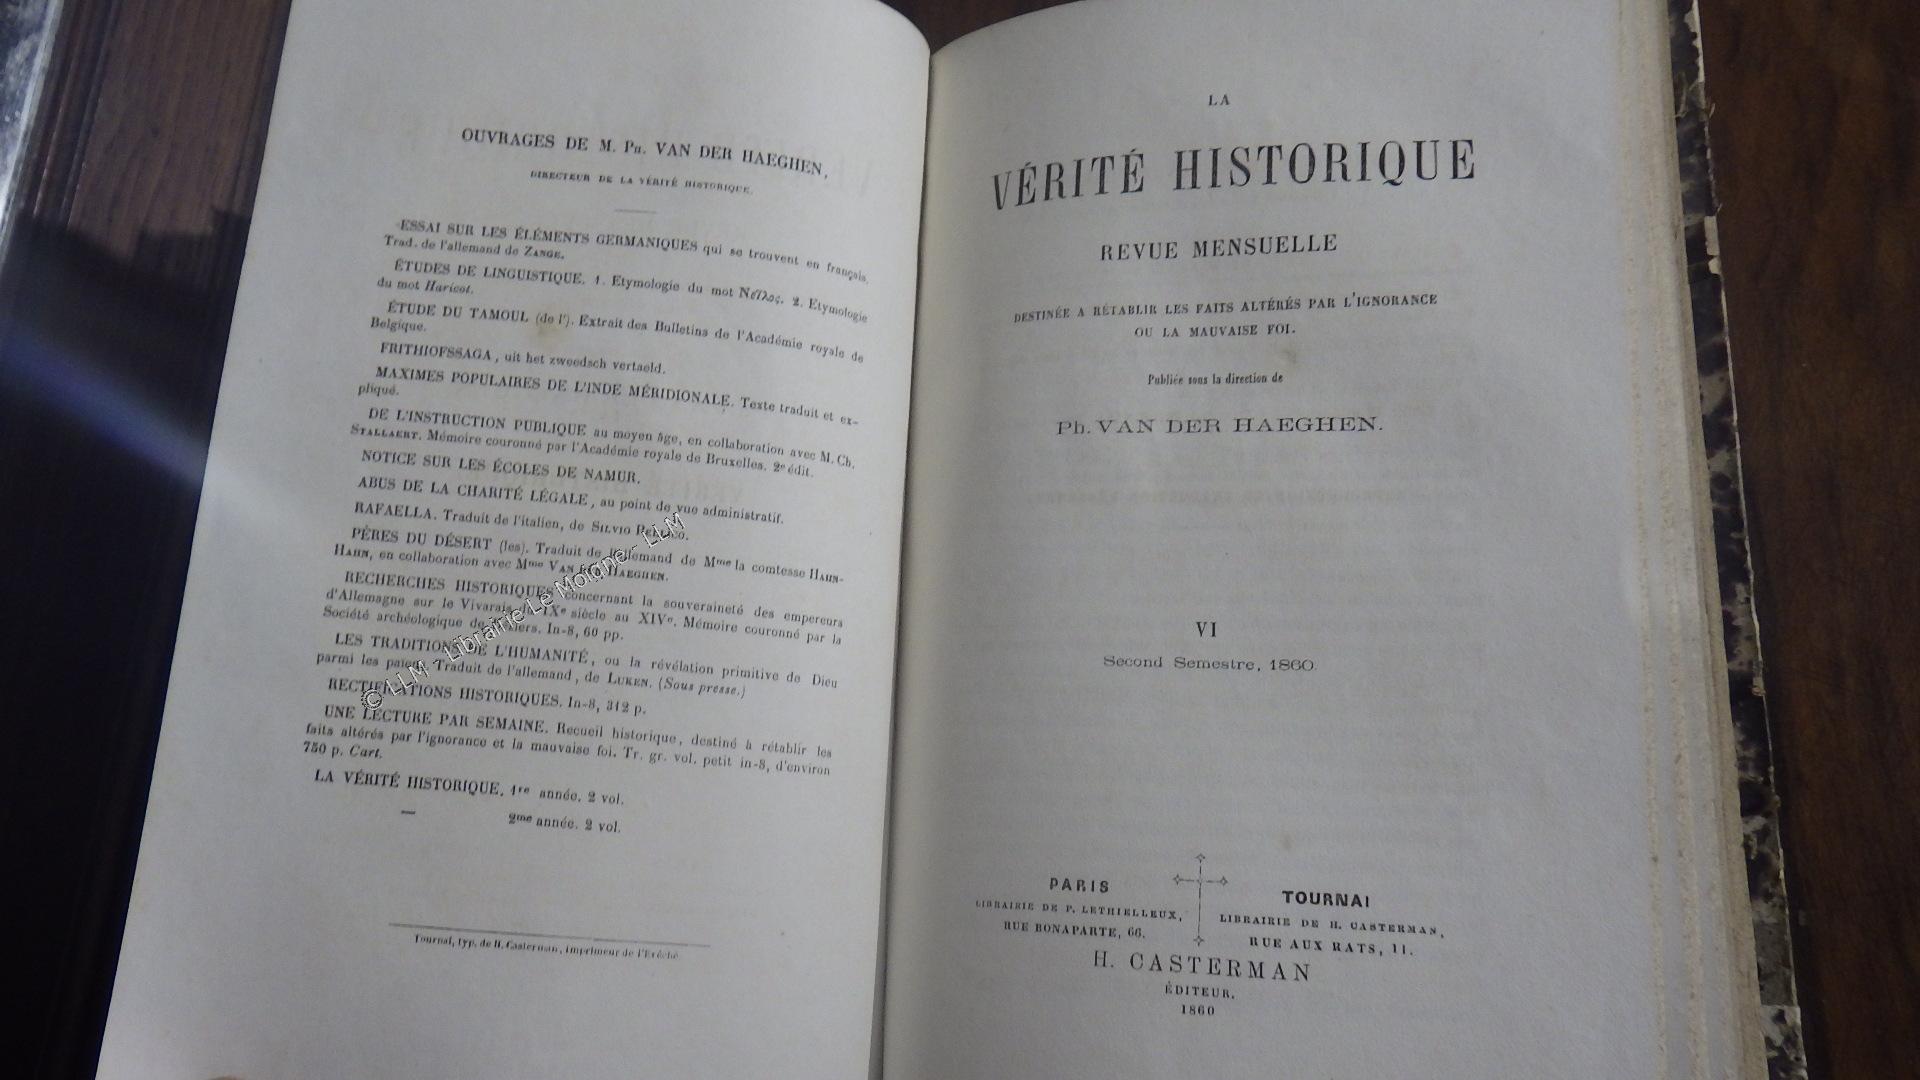 OUVRAGES DE M. Ph. VAN DER HAEGHEN,
DIRECTEUR DE LA VÉRITÉ HISTORIQUE.
ESSAI SUR LES ÉLÉMENTS GERMANIQUES qui se trouvent en français.
Trad. de l'allemand de Zange.
ÉTUDES DE LINGUISTIQUE. 1. Etymologie du mot Νεῖλος. 2. Etymologie
du mot Haricot.
ÉTUDE DU TAMOUL (de l'). Extrait des Bulletins de l'Académie royale de
Belgique.
FRITHIOFSSAGA, uit het zweedsch vertaeld.
MAXIMES POPULAIRES DE L'INDE MÉRIDIONALE. Texte traduit et ex-
pliqué.
DE L'INSTRUCTION PUBLIQUE au moyen âge, en collaboration avec M. Ch.
Stallaert. Mémoire couronné par l'Académie royale de Bruxelles. 2e édit.
NOTICE SUR LES ÉCOLES DE NAMUR.
ABUS DE LA CHARITÉ LÉGALE, au point de vue administratif.
RAFAELLA. Traduit de l'italien, de Silvio Pellico.
PÈRES DU DÉSERT (les). Traduit de l'allemand de Mme la comtesse Hahn-
Hahn, en collaboration avec Mme Van der Haeghen.
RECHERCHES HISTORIQUES concernant la souveraineté des empereurs
d'Allemagne sur le Vivarais, IXe siècle au XIVe. Mémoire couronné par la
Société archéologique de. In-8, 60 pp.
LES TRADITIONS DE L'HUMANITÉ, ou la révélation primitive de Dieu
parmi les païens. Traduit de l'allemand, de Luken. (Sous presse.)
RECTIFICATIONS HISTORIQUES. In-8, 312 p.
UNE LECTURE PAR SEMAINE. Recueil historique, destiné à rétablir les
faits altérés par l'ignorance et la mauvaise foi. Tr. gr. vol. petit in-8, d'environ
750 p. Cart.
LA VÉRITÉ HISTORIQUE, 1re année. 2 vol.
— 2me année. 2 vol.
Tournai, typ. de H. Casterman, imprimeur de l'Evêché.
© LLM - Librairie Le Moigne - LLM
LA
VÉRITÉ HISTORIQUE
REVUE MENSUELLE
DESTINÉE A RÉTABLIR LES FAITS ALTÉRÉS PAR L'IGNORANCE
OU LA MAUVAISE FOI.
Publiée sous la direction de
Ph. VAN DER HAEGHEN.
VI
Second Semestre, 1860.
PARIS
LIBRAIRIE DE P. LETHIELLEUX,
RUE BONAPARTE, 66.
TOURNAI
LIBRAIRIE DE H. CASTERMAN,
RUE AUX RATS, 11.
H. CASTERMAN
ÉDITEUR.
1860